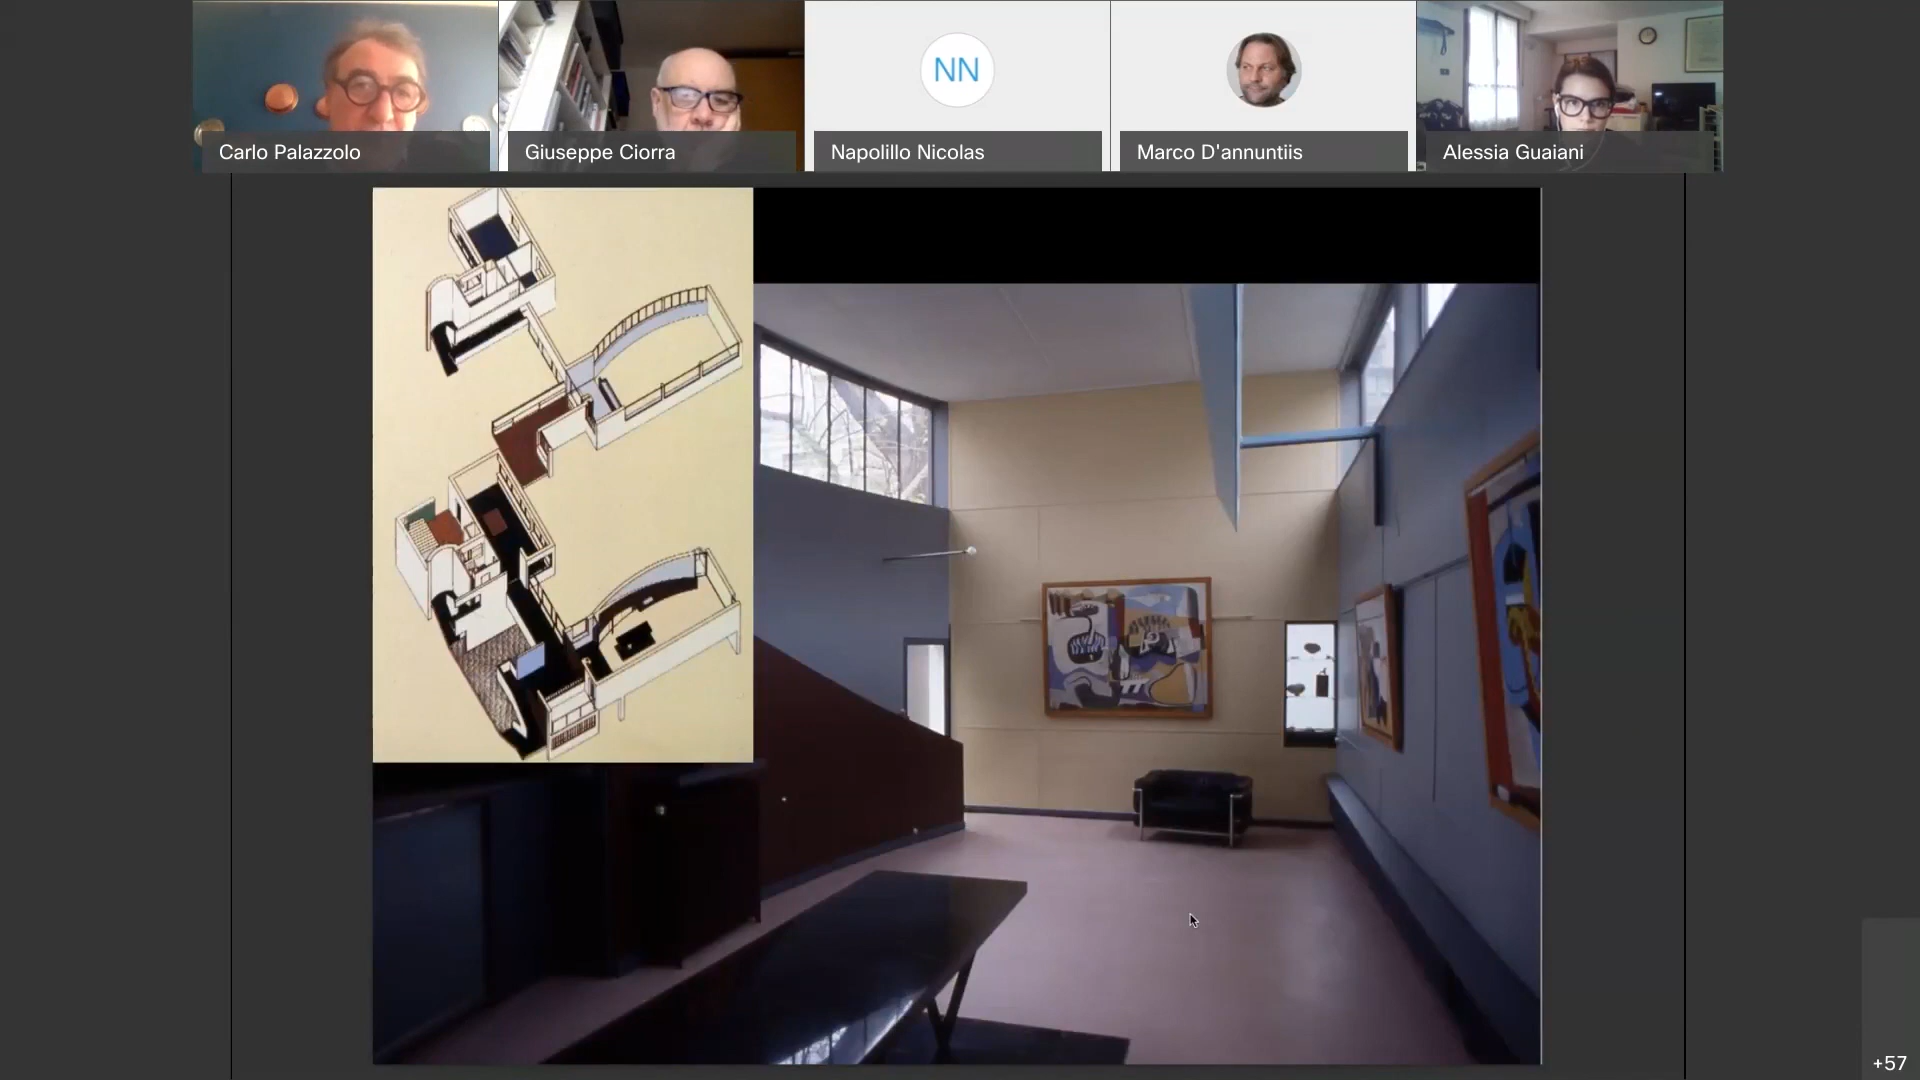 Carlo Palazzolo
Giuseppe Ciorra
NN
Napolillo Nicolas
Marco D'annuntiis
Alessia Guaiani
+57